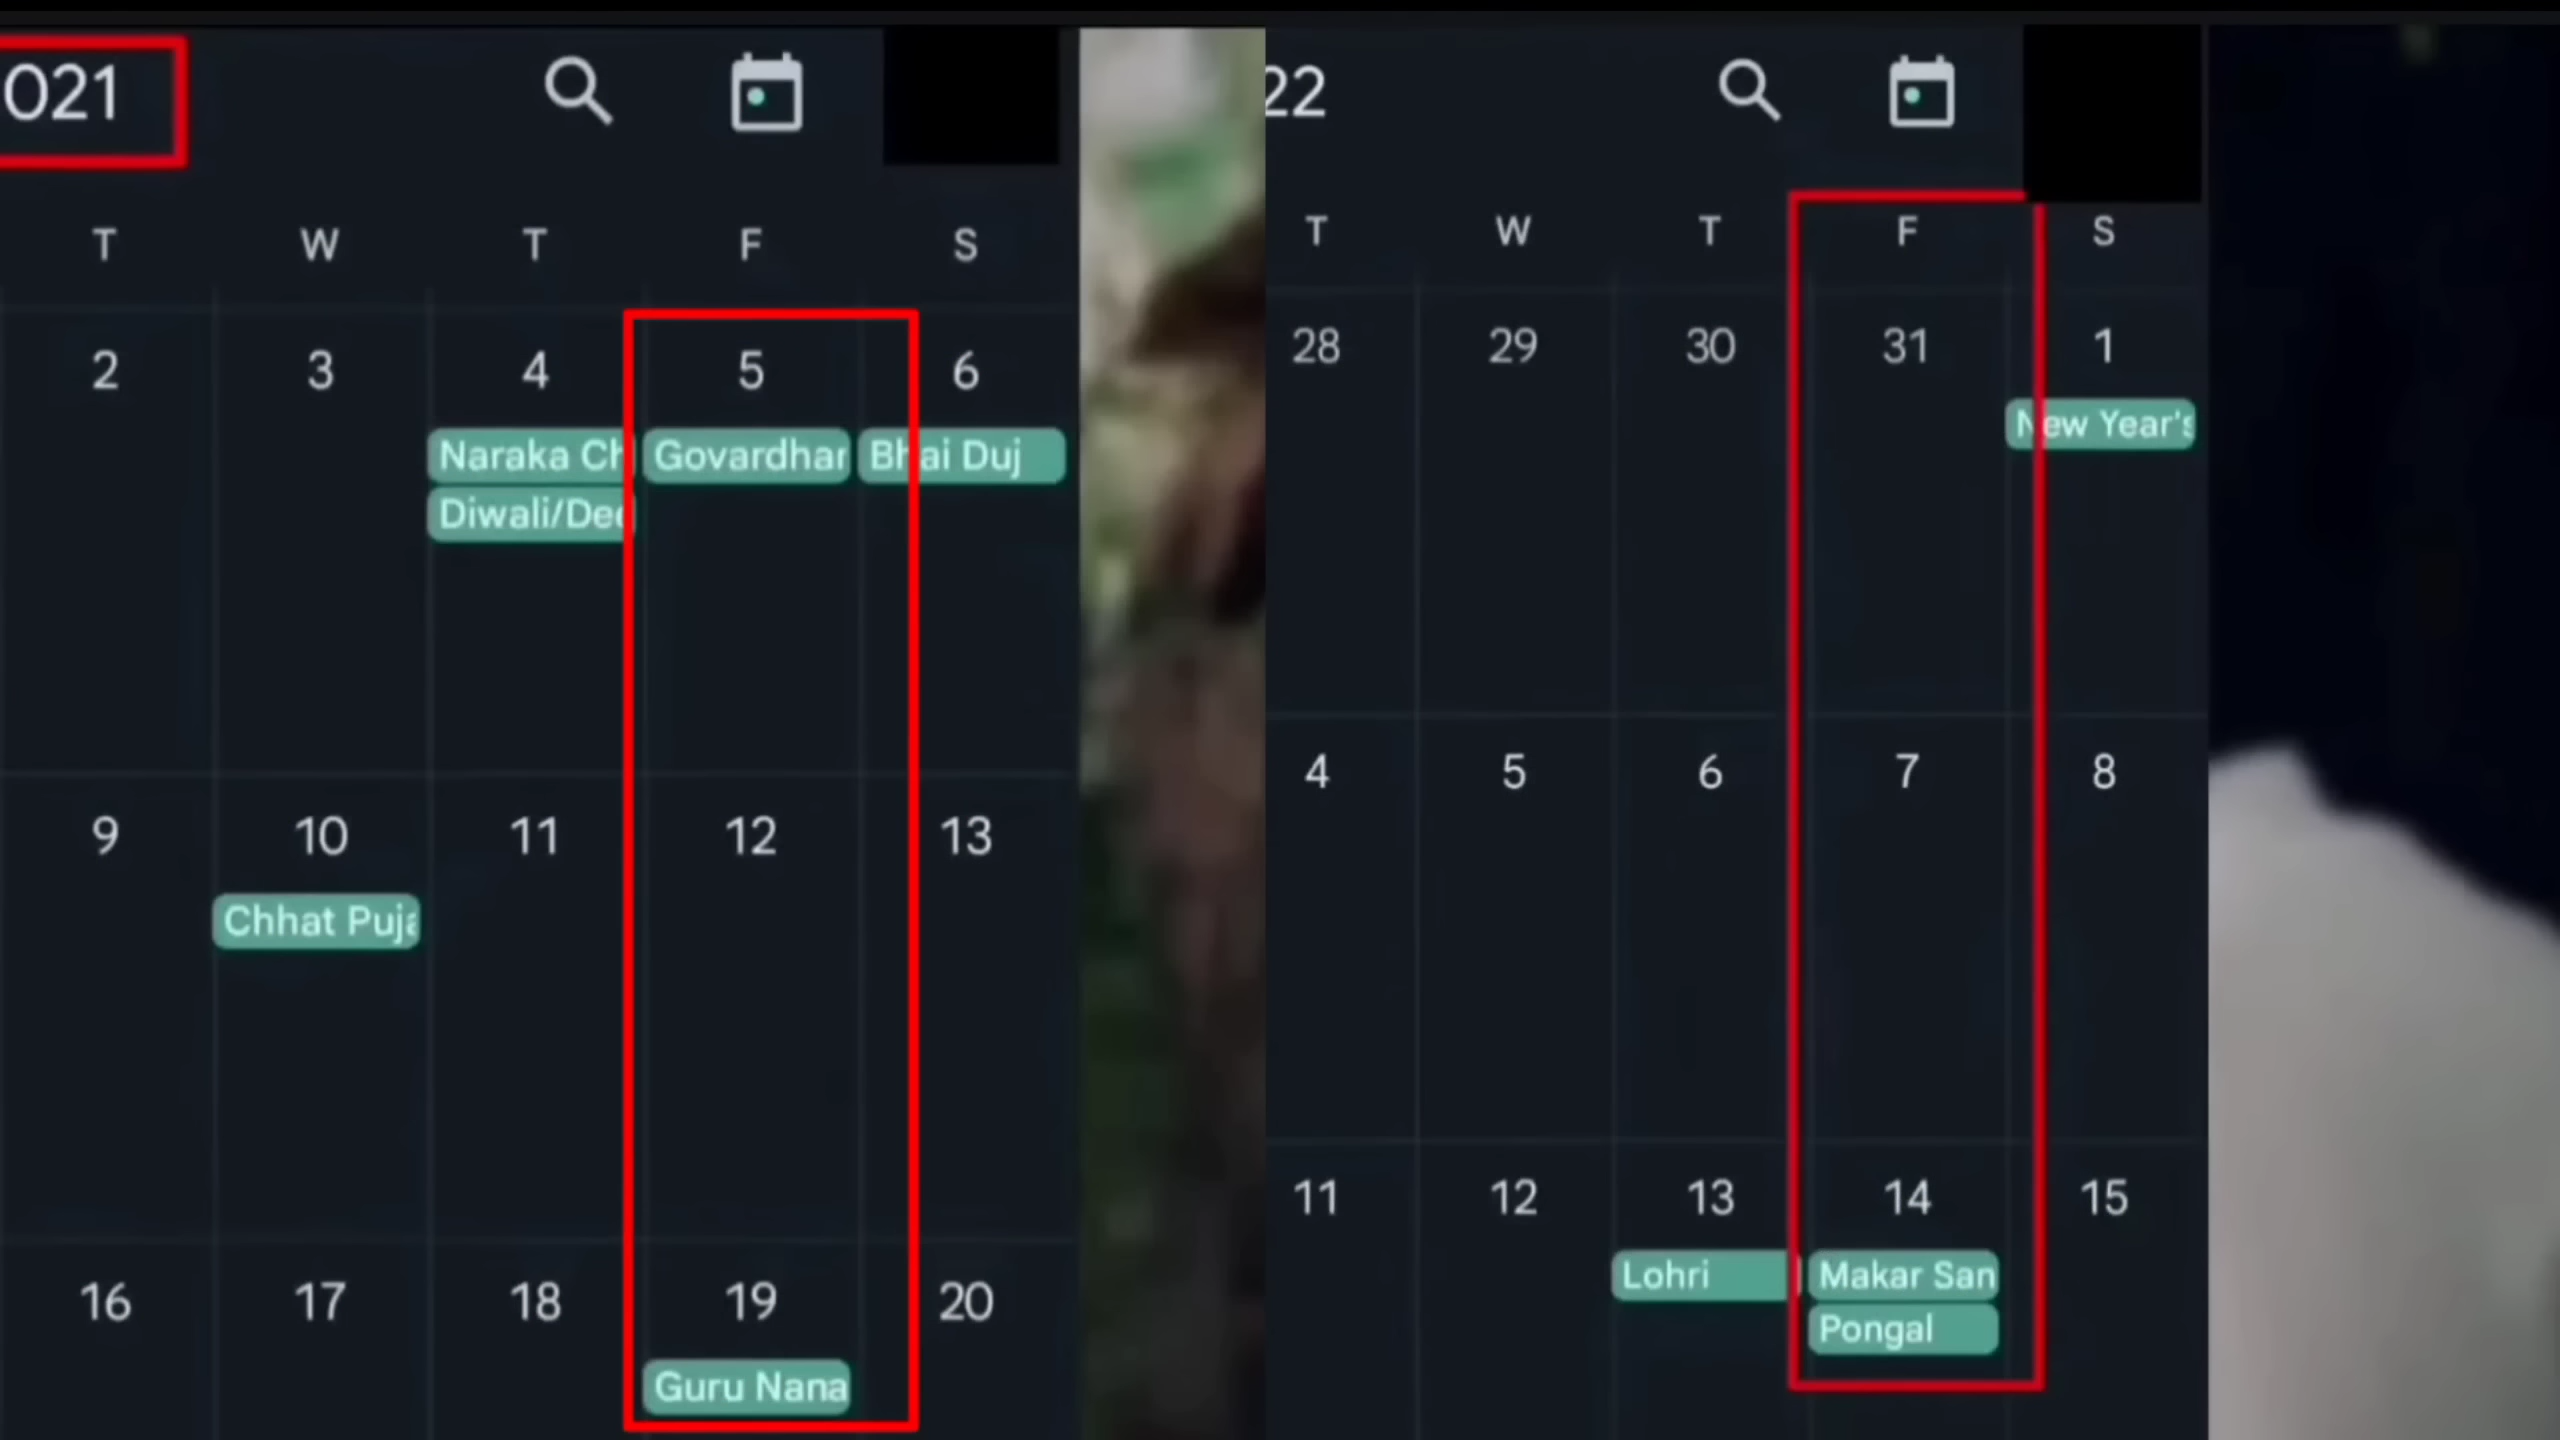 021
T W T F S
2 3 4 5 6
Naraka Ch Govardhan Bhai Duj
Diwali/Dee
9 10 11 12 13
Chhat Puja
16 17 18 19 20
Guru Nana
22
T W T F S
28 29 30 31 1
New Year's
4 5 6 7 8
11 12 13 14 15
Lohri Makar San
Pongal